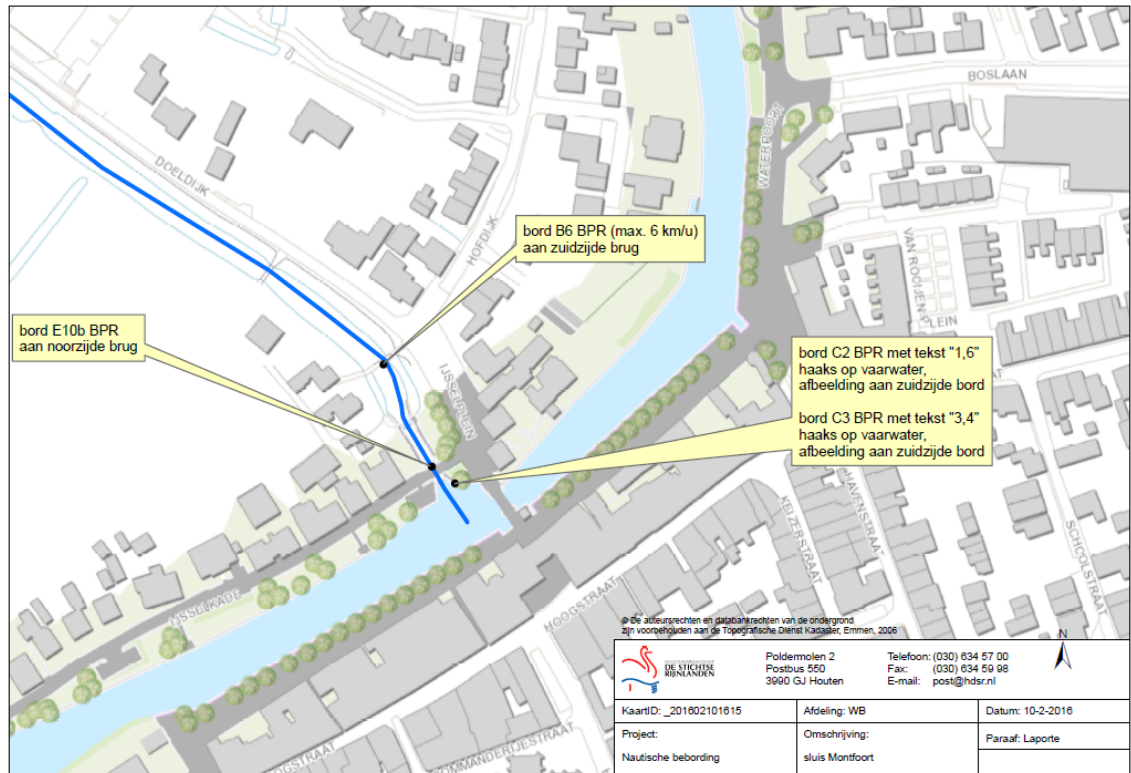 BOSLAAN
WATERPOORT
DOELDIJK
HOFDIJK
bord B6 BPR (max. 6 km/u)
aan zuidzijde brug
VAN ROOIJEN
PLEIN
bord E10b BPR
aan noorzijde brug
IJSSELPLEIN
bord C2 BPR met tekst "1,6"
haaks op vaarwater,
afbeelding aan zuidzijde bord
bord C3 BPR met tekst "3,4"
haaks op vaarwater,
afbeelding aan zuidzijde bord
KEIZERSTRAAT
HAVENSTRAAT
SCHOOLSTRAAT
IJSSELKADE
HOOGSTRAAT
OOGSTRAAT
OMMANDERIJESTRAAT
© De auteursrechten en databankrechten van de ondergrond
zijn voorbehouden aan de Topografische Dienst Kadaster, Emmen, 2006
N
DE STICHTSE
RIJNLANDEN
Poldermolen 2
Postbus 550
3990 GJ Houten
Telefoon: (030) 634 57 00
Fax: (030) 634 59 98
E-mail: post@hdsr.nl
KaartID: _201602101615
Afdeling: WB
Datum: 10-2-2016
Project:
Nautische bebording
Omschrijving:
sluis Montfoort
Paraaf: Laporte